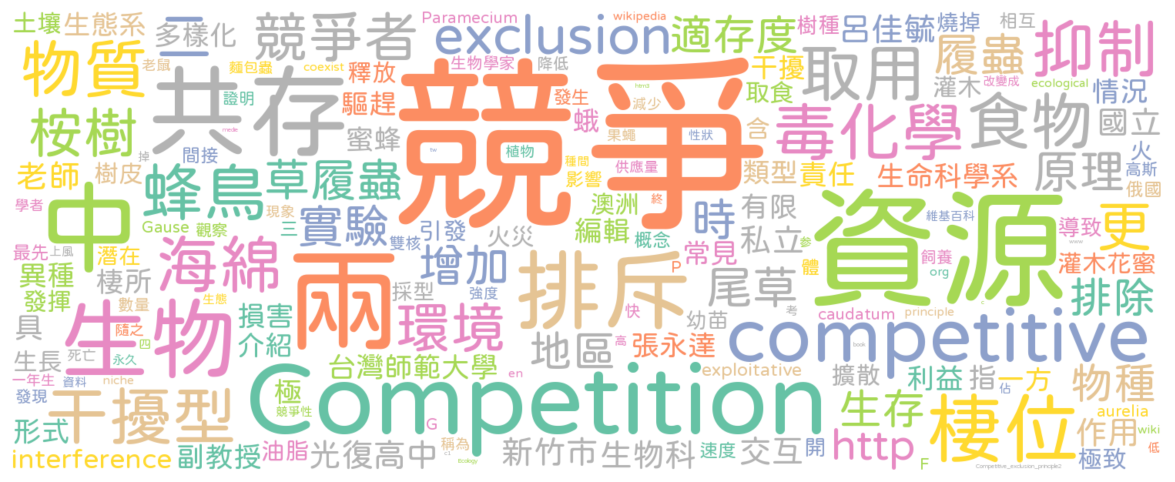 土壤 生態系 二 多樣化 競爭者 Paramecium exclusion wikipedia 適存度 樹種 呂佳毓 燒掉 相互 抑制
物質 老鼠 共存 麵包蠹 coexist 生物學家 降低 競爭 干擾 取用 灌木 履蟲 改變成 ecological
證明 釋放 發生 減少 取食 毒化學 食物 情況 國立
桉樹 驅趕 蜜蜂 蛾 果蠅 性狀 含 火 高斯
間接 植物 種間 供應量 類型 責任 生命科學系 原理 俄國
老師 樹皮 蜂鳥 草履蟲 影響 終 澳洲 有限 維基百科
學者 中 Gause 觀察 現象 三 實驗 雙核 引發 火災 編輯 概念 時 私立 參 資源 飼養 導致 更 www
最先 上風 潛在 海綿 增加 排斥 P 常見 體 org 灌木花蜜
異種 棲所 兩 採型 強度 尾草 排除
發揮 數量 生態 損害 環境 快 幼苗 考 caudatum principle
具 生物 隨之 四 介紹 地區 高 張永達 competitive
生長 死亡 永久 台灣師範大學 en exploitative 擴散 利益 指 一方 佔 物種
一年生 資料 niche 極 Competition
發現 干擾型 競爭性 生存 棲位 aurelia
形式 G 稱為 http 作用 wiki
interference 副教授 油脂 光復高中 新竹市 生物科 速度 交互 開 F 極致 低
Competitive_exclusion_principle2